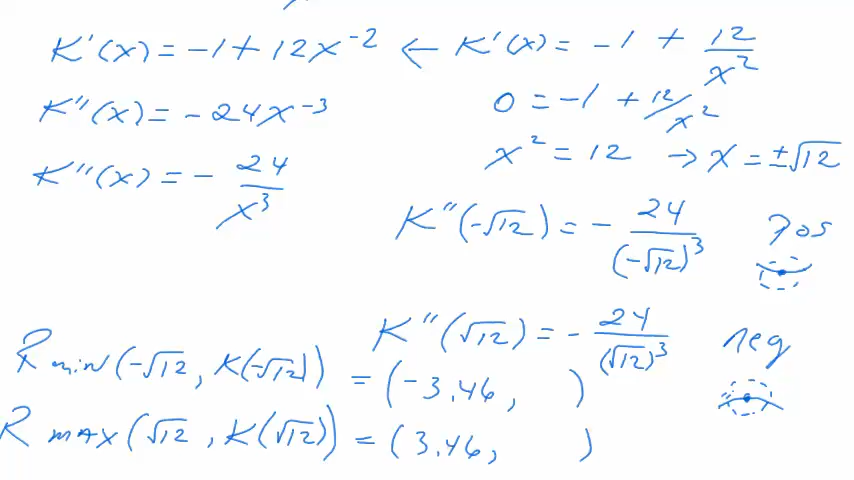 K'(x) = -1 + 12x⁻² ← K'(x) = -1 + 12/x²
K''(x) = -24x⁻³
0 = -1 + 12/x²
x² = 12 → x = ±√12
K''(x) = - 24/x³
K''(-√12) = - 24/(-√12)³ pos
K''(√12) = - 24/(√12)³ neg
R min (-√12, K(-√12)) = (-3.46, )
R max (√12, K(√12)) = (3.46, )